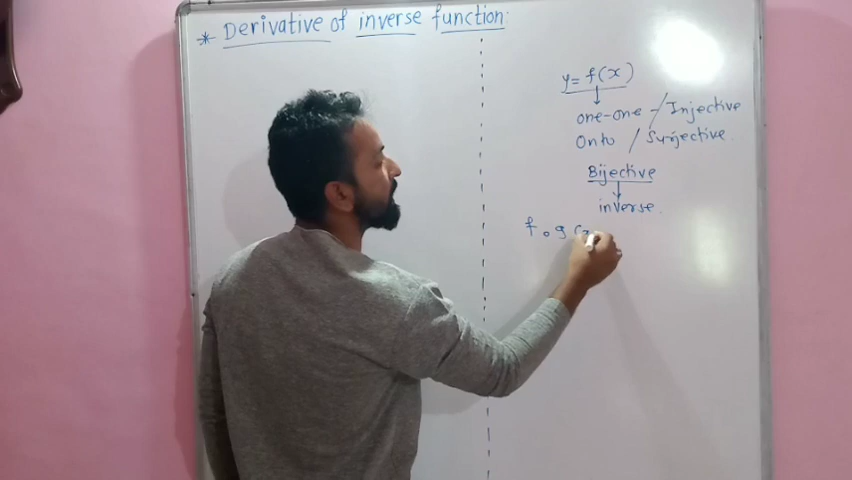 * Derivative of inverse function:
y = f(x)
one-one / Injective
Onto / Surjective
Bijective
inverse.
f o g (x